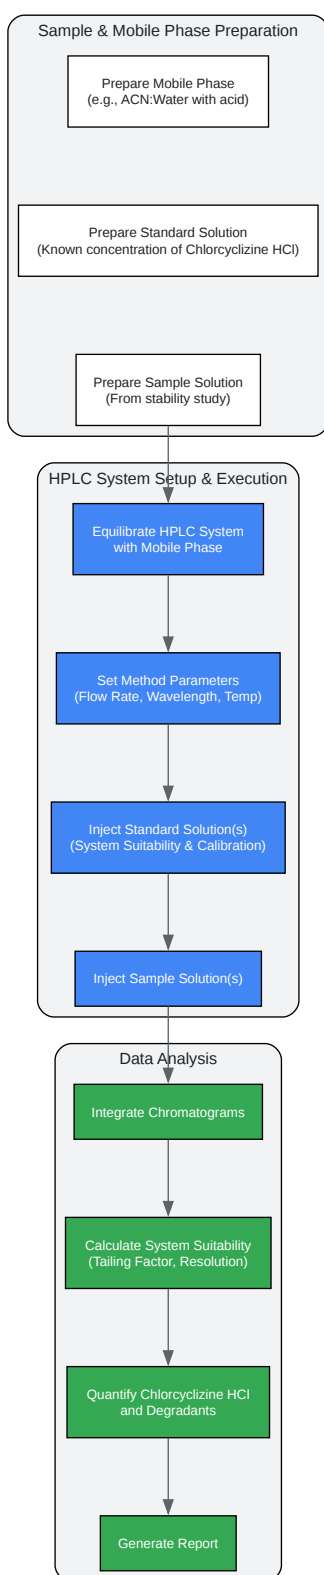 Sample & Mobile Phase Preparation
Prepare Mobile Phase
(e.g., ACN:Water with acid)
Prepare Standard Solution
(Known concentration of Chlorcyclizine HCl)
Prepare Sample Solution
(From stability study)
HPLC System Setup & Execution
Equilibrate HPLC System
with Mobile Phase
Set Method Parameters
(Flow Rate, Wavelength, Temp)
Inject Standard Solution(s)
(System Suitability & Calibration)
Inject Sample Solution(s)
Data Analysis
Integrate Chromatograms
Calculate System Suitability
(Tailing Factor, Resolution)
Quantify Chlorcyclizine HCl
and Degradants
Generate Report